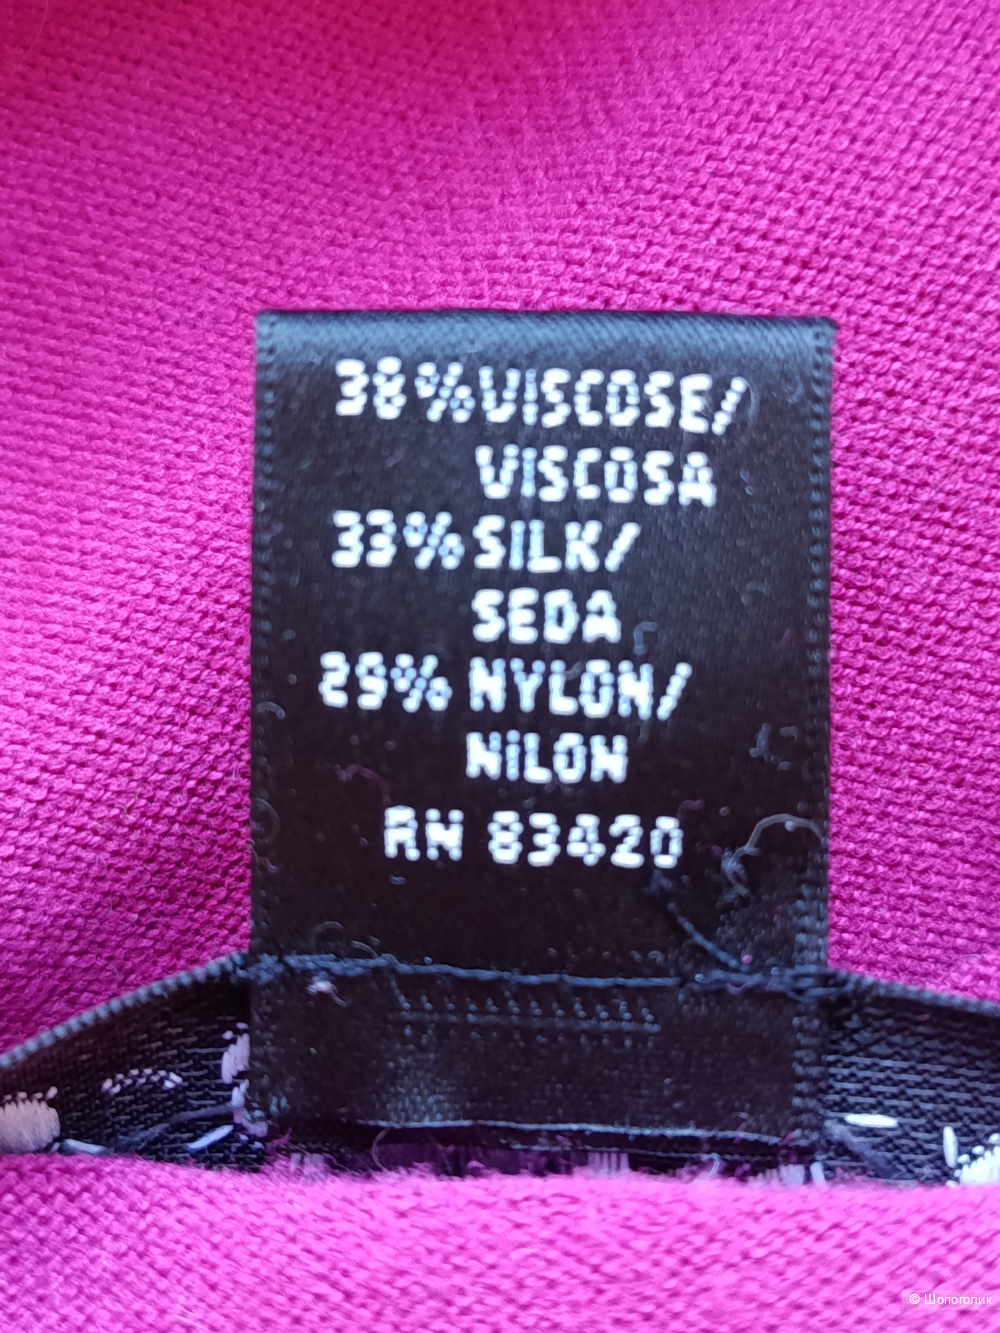 38% VISCOSE/
VISCOSA
33% SILK/
SEDA
29% NYLON/
NILON
RN 83420
© Шопоголик